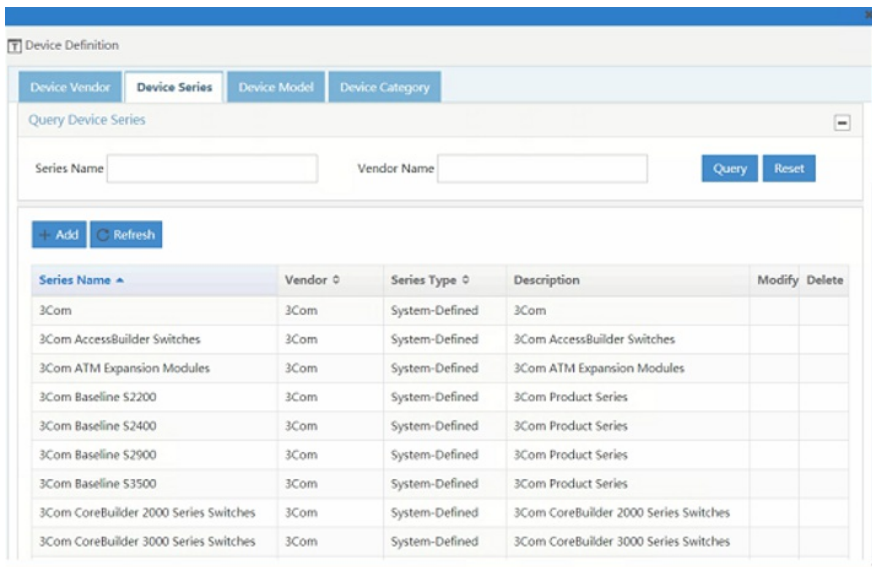 Device Definition
Device Vendor Device Series Device Model Device Category
Query Device Series
Series Name Vendor Name Query Reset
+ Add Refresh
Series Name Vendor Series Type Description Modify Delete
3Com 3Com System-Defined 3Com
3Com AccessBuilder Switches 3Com System-Defined 3Com AccessBuilder Switches
3Com ATM Expansion Modules 3Com System-Defined 3Com ATM Expansion Modules
3Com Baseline S2200 3Com System-Defined 3Com Product Series
3Com Baseline S2400 3Com System-Defined 3Com Product Series
3Com Baseline S2900 3Com System-Defined 3Com Product Series
3Com Baseline S3500 3Com System-Defined 3Com Product Series
3Com CoreBuilder 2000 Series Switches 3Com System-Defined 3Com CoreBuilder 2000 Series Switches
3Com CoreBuilder 3000 Series Switches 3Com System-Defined 3Com CoreBuilder 3000 Series Switches